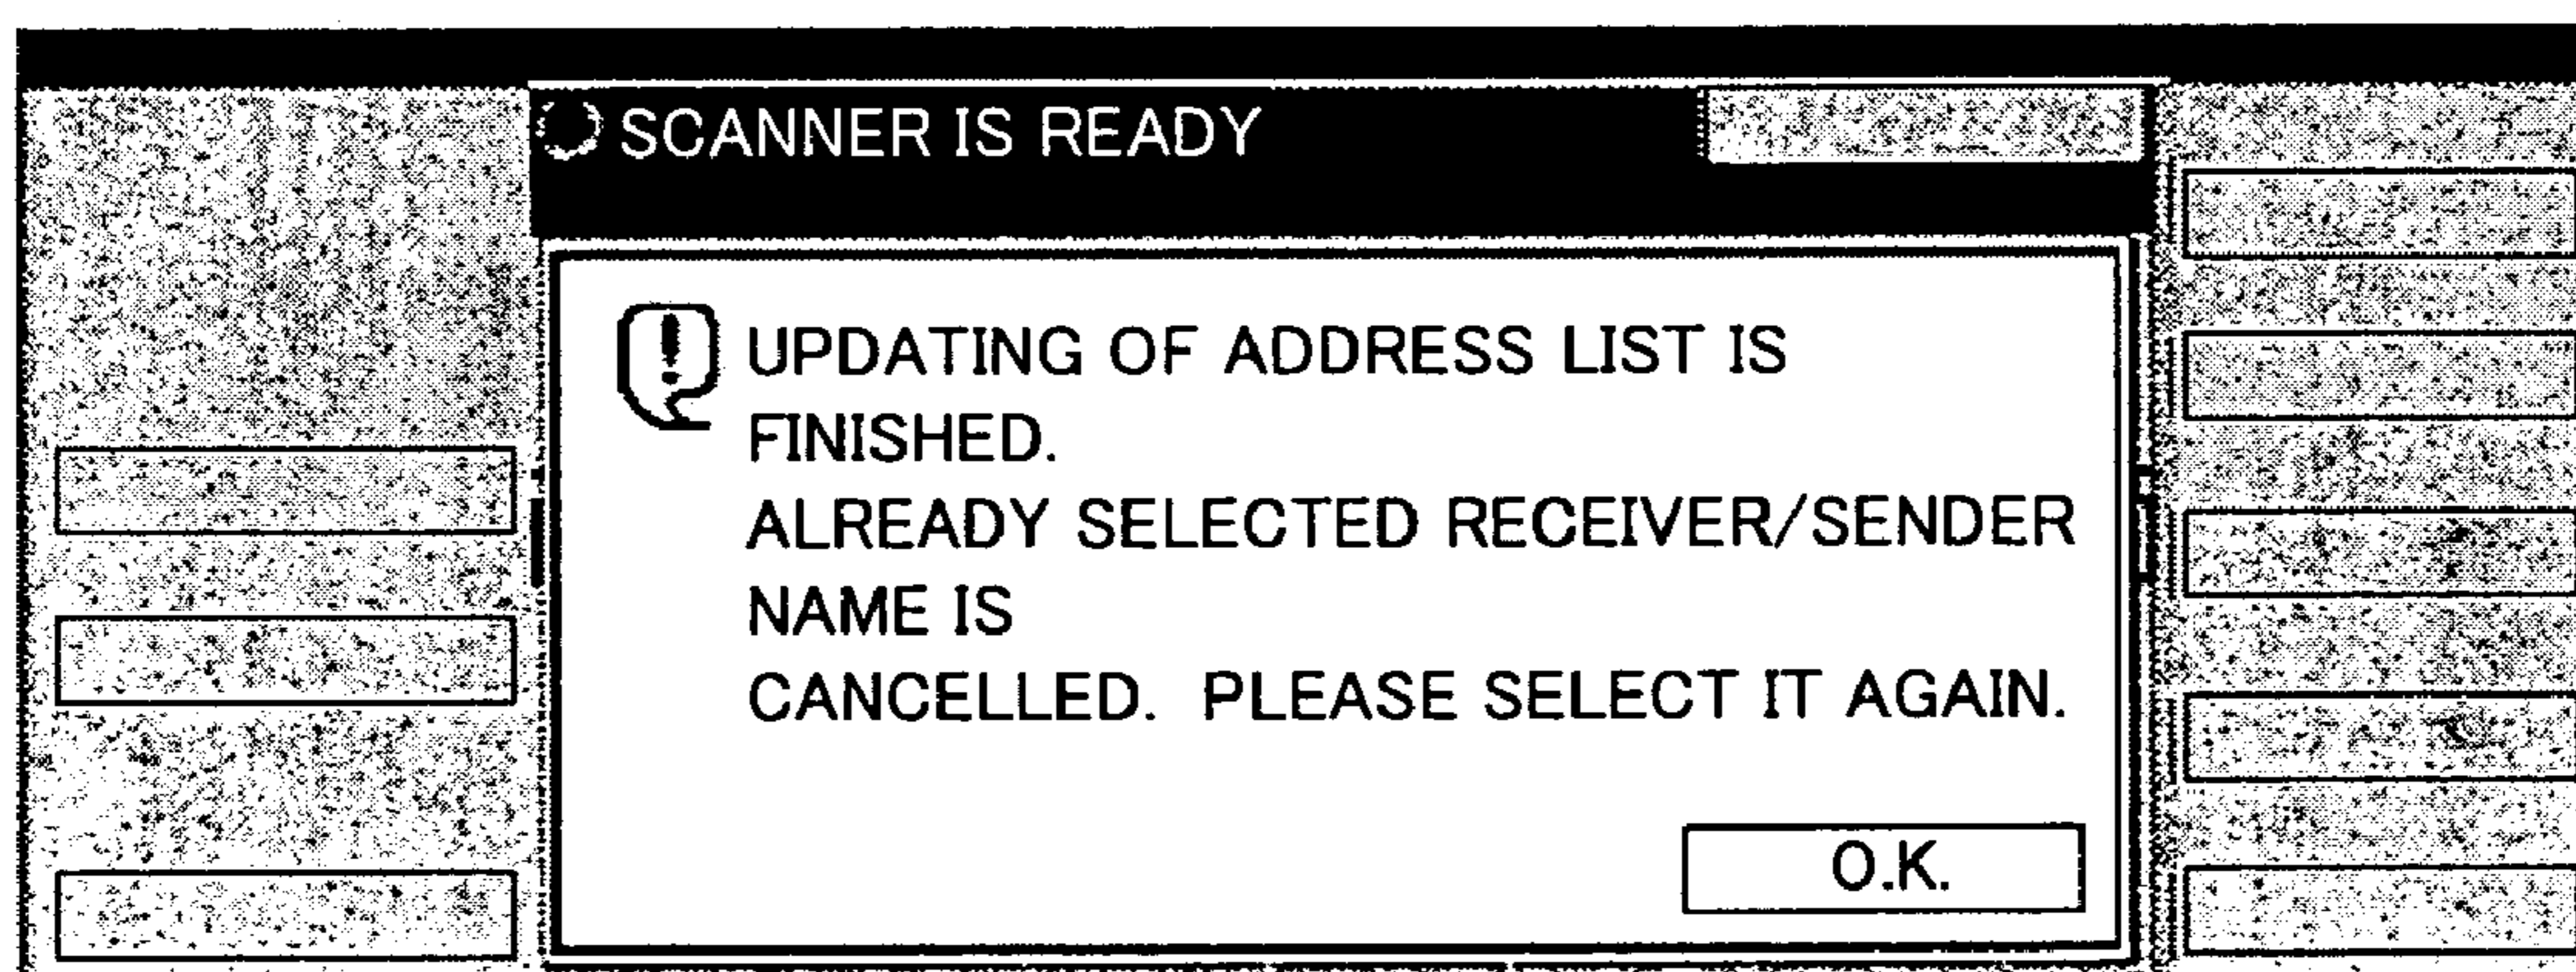 SCANNER IS READY
UPDATING OF ADDRESS LIST IS
FINISHED.
ALREADY SELECTED RECEIVER/SENDER
NAME IS
CANCELLED. PLEASE SELECT IT AGAIN.
O.K.